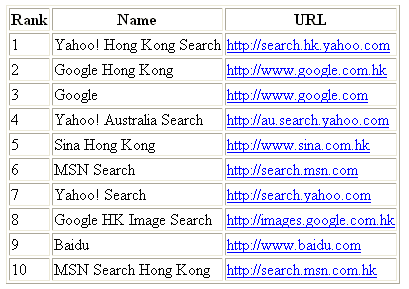 Rank Name URL
1 Yahoo! Hong Kong Search http://search.hk.yahoo.com
2 Google Hong Kong http://www.google.com.hk
3 Google http://www.google.com
4 Yahoo! Australia Search http://au.search.yahoo.com
5 Sina Hong Kong http://www.sina.com.hk
6 MSN Search http://search.msn.com
7 Yahoo! Search http://search.yahoo.com
8 Google HK Image Search http://images.google.com.hk
9 Baidu http://www.baidu.com
10 MSN Search Hong Kong http://search.msn.com.hk